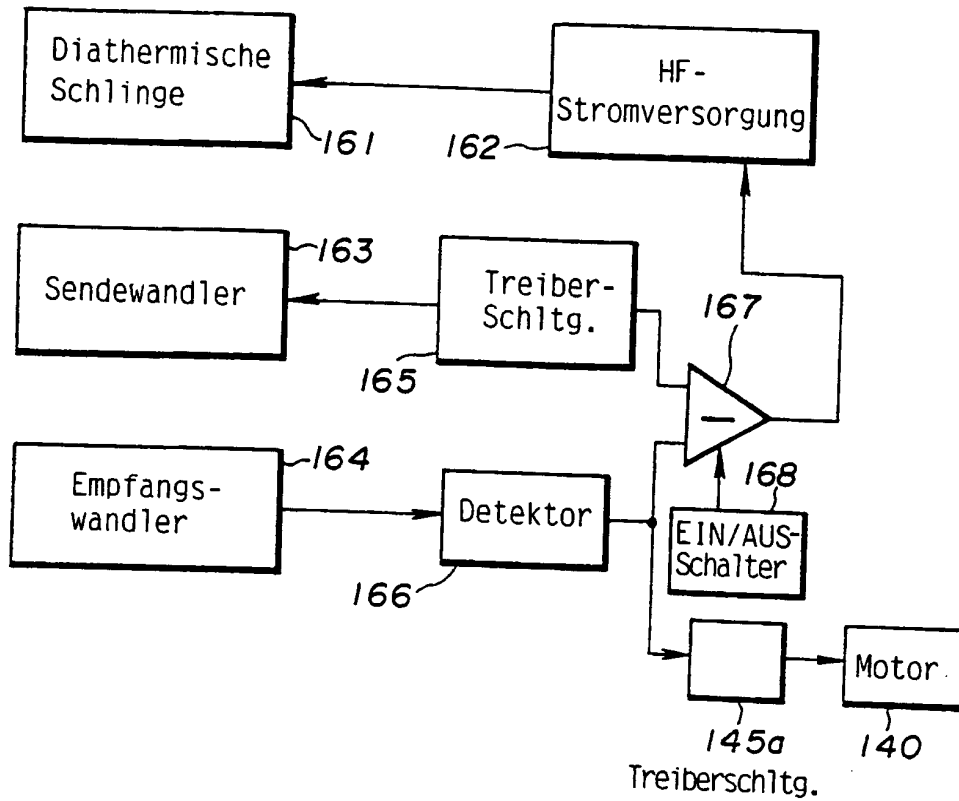 Diathermische
Schlinge
161
HF-
Stromversorgung
162
Sendewandler
163
Treiber-
Schltg.
165
167
Empfangs-
wandler
164
Detektor
166
168
EIN/AUS-
Schalter
145a
Treiberschltg.
Motor
140